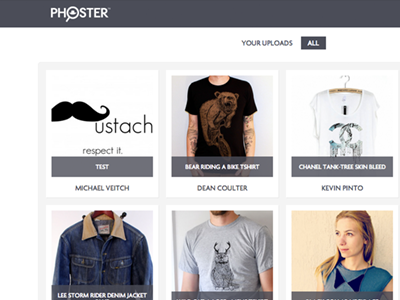 PHOSTER
YOUR UPLOADS ALL
ustach
respect it.
TEST
BEAR RIDING A BIKE TSHIRT
CHANEL TANK-TREE SKIN BLEED
MICHAEL VEITCH
DEAN COULTER
KEVIN PINTO
LEE STORM RIDER DENIM JACKET